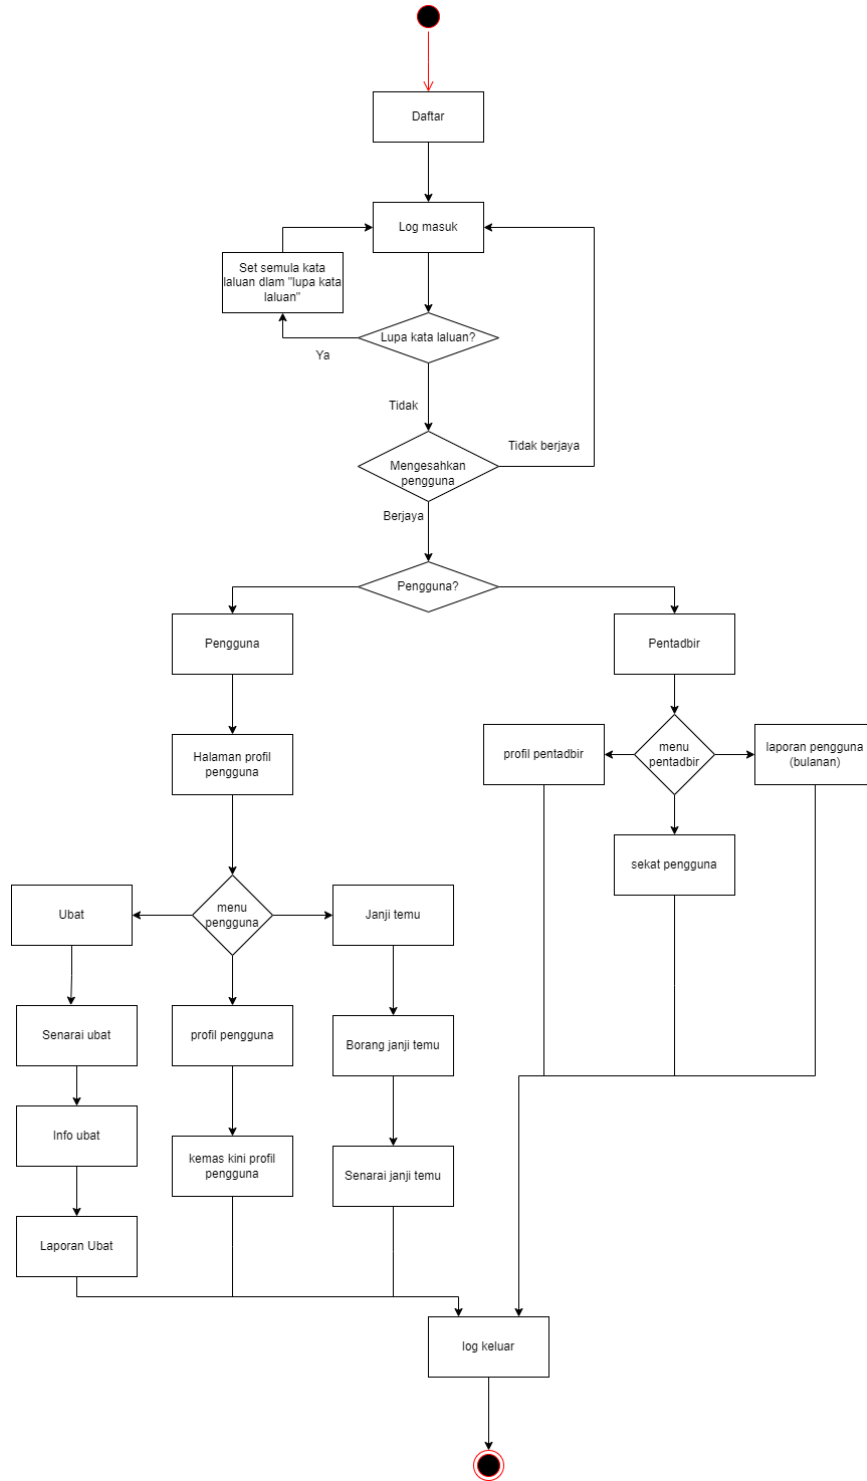 Daftar
Log masuk
Set semula kata
laluan dlam "lupa kata
laluan"
Lupa kata laluan?
Ya
Tidak
Mengesahkan
pengguna
Tidak berjaya
Berjaya
Pengguna?
Pengguna
Pentadbir
Halaman profil
pengguna
profil pentadbir
menu
pentadbir
laporan pengguna
(bulanan)
sekat pengguna
Ubat
menu
pengguna
Janji temu
Senarai ubat
profil pengguna
Borang janji temu
Info ubat
kemas kini profil
pengguna
Senarai janji temu
Laporan Ubat
log keluar